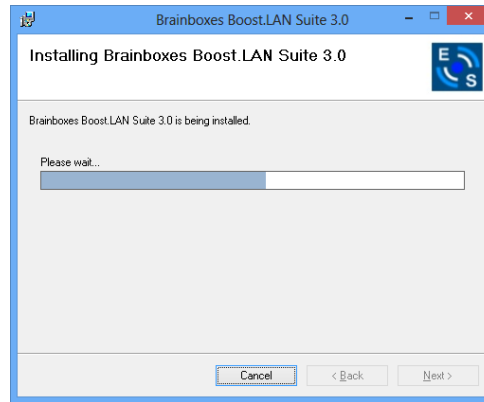 Brainboxes Boost.LAN Suite 3.0
Installing Brainboxes Boost.LAN Suite 3.0
E
S
Brainboxes Boost.LAN Suite 3.0 is being installed.
Please wait...
Cancel
< Back
Next >